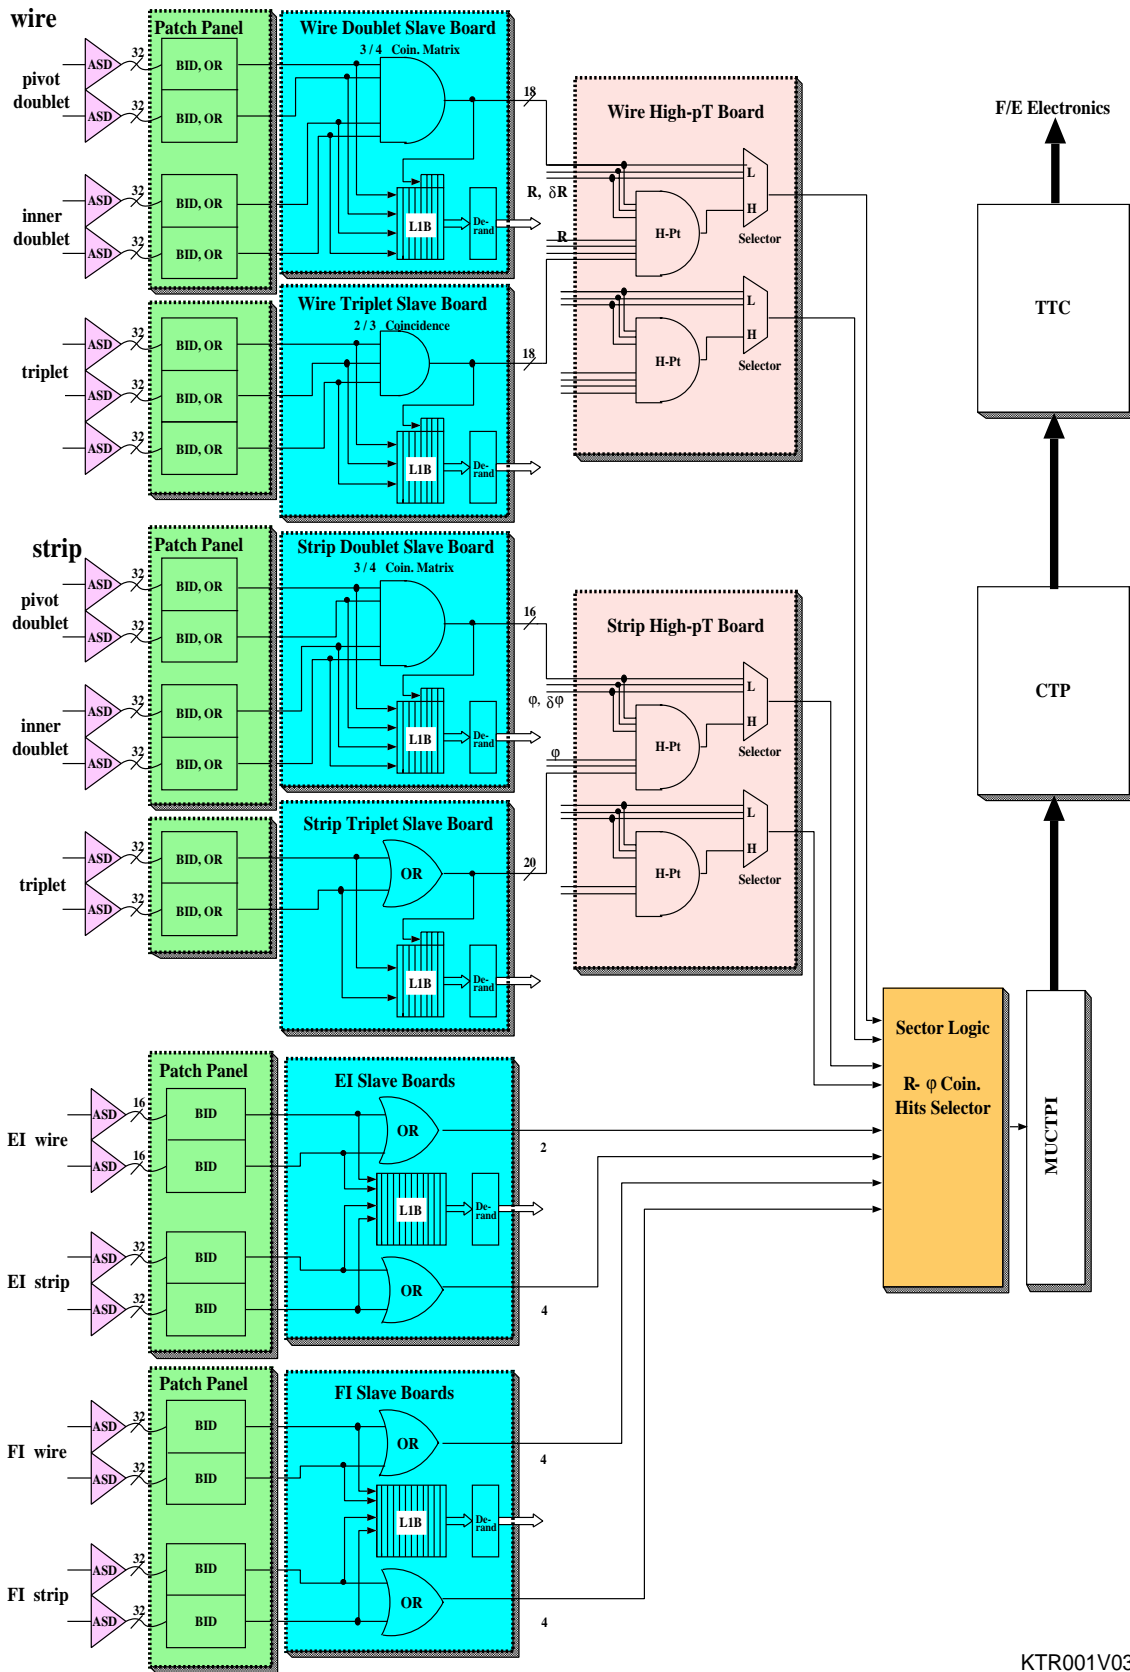 wire
Patch Panel
Wire Doublet Slave Board
3 / 4 Coin. Matrix
pivot
doublet
ASD
32
BID, OR
ASD
32
BID, OR
18
inner
doublet
ASD
32
BID, OR
ASD
32
BID, OR
L1B
De-
rand
R, δR
R
Wire High-pT Board
L
H
H-Pt
Selector
L
H
H-Pt
Selector
F/E Electronics
TTC
Wire Triplet Slave Board
2 / 3 Coincidence
triplet
ASD
32
BID, OR
ASD
32
BID, OR
ASD
32
BID, OR
18
L1B
De-
rand
strip
Patch Panel
Strip Doublet Slave Board
3 / 4 Coin. Matrix
pivot
doublet
ASD
32
BID, OR
ASD
32
BID, OR
16
inner
doublet
ASD
32
BID, OR
ASD
32
BID, OR
L1B
De-
rand
φ, δφ
φ
Strip High-pT Board
L
H
H-Pt
Selector
L
H
H-Pt
Selector
CTP
Strip Triplet Slave Board
triplet
ASD
32
BID, OR
ASD
32
BID, OR
OR
20
L1B
De-
rand
Sector Logic
R- φ Coin.
Hits Selector
MUCTPI
Patch Panel
EI Slave Boards
EI wire
ASD
16
BID
ASD
16
BID
OR
2
L1B
De-
rand
EI strip
ASD
32
BID
ASD
32
BID
OR
4
Patch Panel
FI Slave Boards
FI wire
ASD
32
BID
ASD
32
BID
OR
4
L1B
De-
rand
FI strip
ASD
32
BID
ASD
32
BID
OR
4
KTR001V03